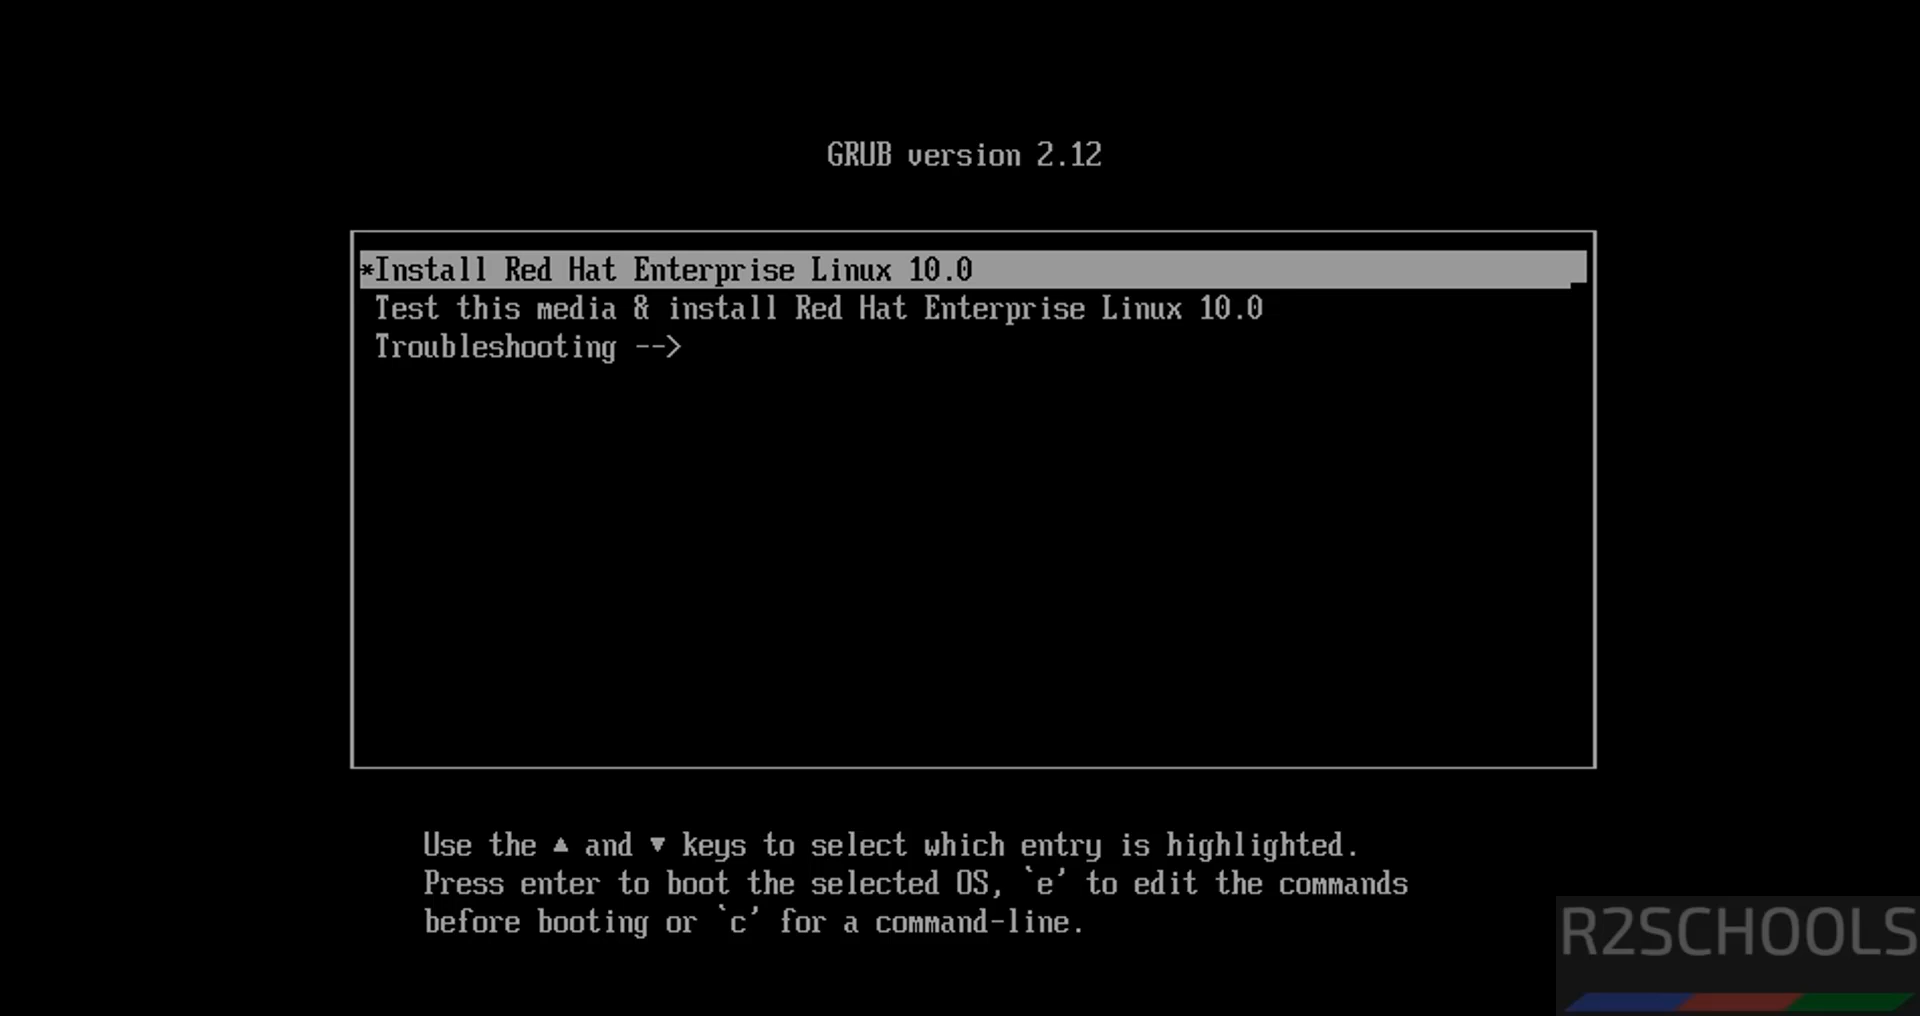 GRUB version 2.12
*Install Red Hat Enterprise Linux 10.0
Test this media & install Red Hat Enterprise Linux 10.0
Troubleshooting -->
Use the ▲ and ▼ keys to select which entry is highlighted.
Press enter to boot the selected OS, `e' to edit the commands
before booting or `c' for a command-line.
R2SCHOOLS